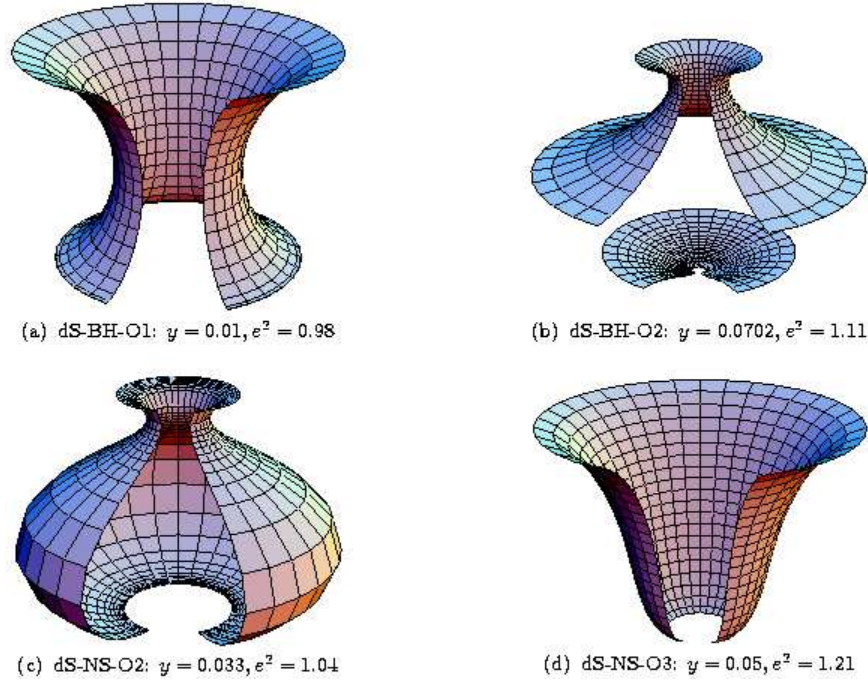 (a) dS-BH-O1: y = 0.01, e² = 0.98
(b) dS-BH-O2: y = 0.0702, e² = 1.11
(c) dS-NS-O2: y = 0.033, e² = 1.04
(d) dS-NS-O3: y = 0.05, e² = 1.21